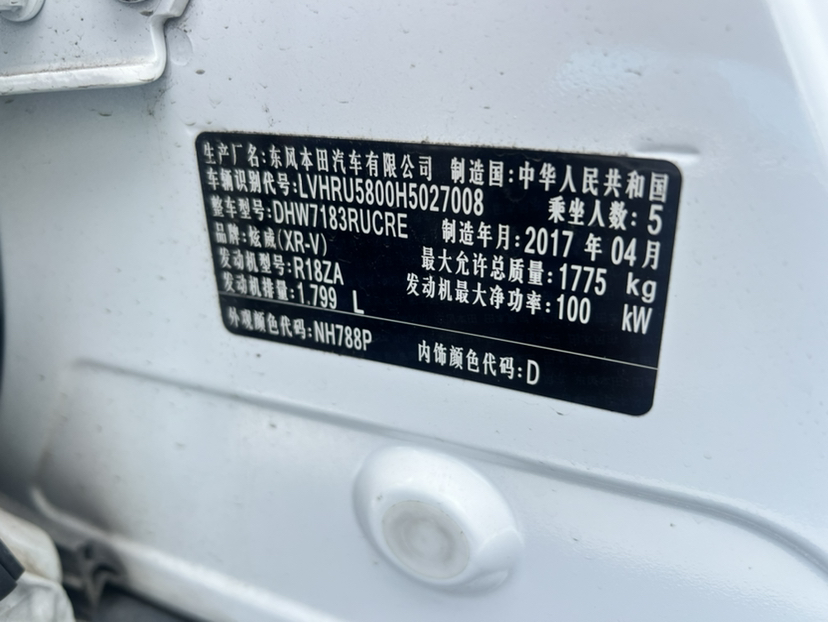 生产厂名:东风本田汽车有限公司 制造国:中华人民共和国
车辆识别代号:LVHRU5800H5027008 乘坐人数:5
整车型号:DHW7183RUCRE 制造年月:2017 年 04月
品牌:炫威(XR-V) 最大允许总质量:1775 kg
发动机型号:R18ZA 发动机最大净功率:100 kW
发动机排量:1.799 L
外观颜色代码:NH788P 内饰颜色代码:D